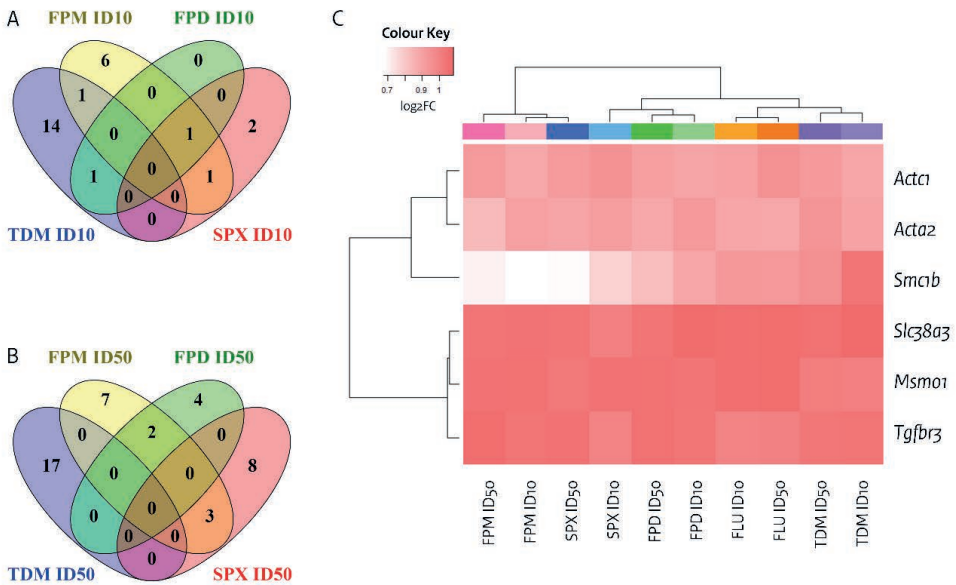 A
FPM ID10
FPD ID10
6
0
1
0
0
14
0
1
2
1
0
1
0
0
0
TDM ID10
SPX ID10
B
FPM ID50
FPD ID50
7
4
0
2
0
17
0
0
8
0
0
3
0
0
0
TDM ID50
SPX ID50
C
Colour Key
0.7 0.9 1
log2FC
Actc1
Acta2
Smc1b
Slc38a3
Msmo1
Tgfbr3
FPM ID50
FPM ID10
SPX ID50
SPX ID10
FPD ID50
FPD ID10
FLU ID10
FLU ID50
TDM ID50
TDM ID10